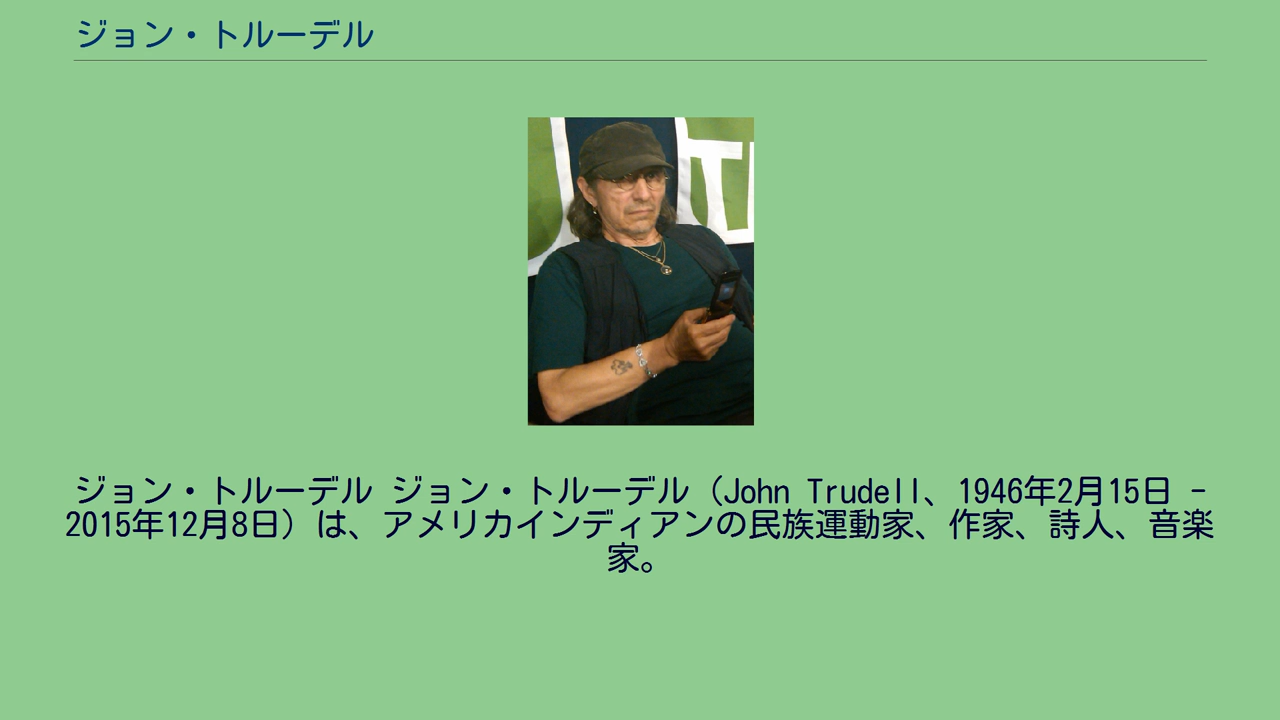 ジョン・トルーデル
ジョン・トルーデル ジョン・トルーデル（John Trudell、1946年2月15日 -
2015年12月8日）は、アメリカインディアンの民族運動家、作家、詩人、音楽
家。